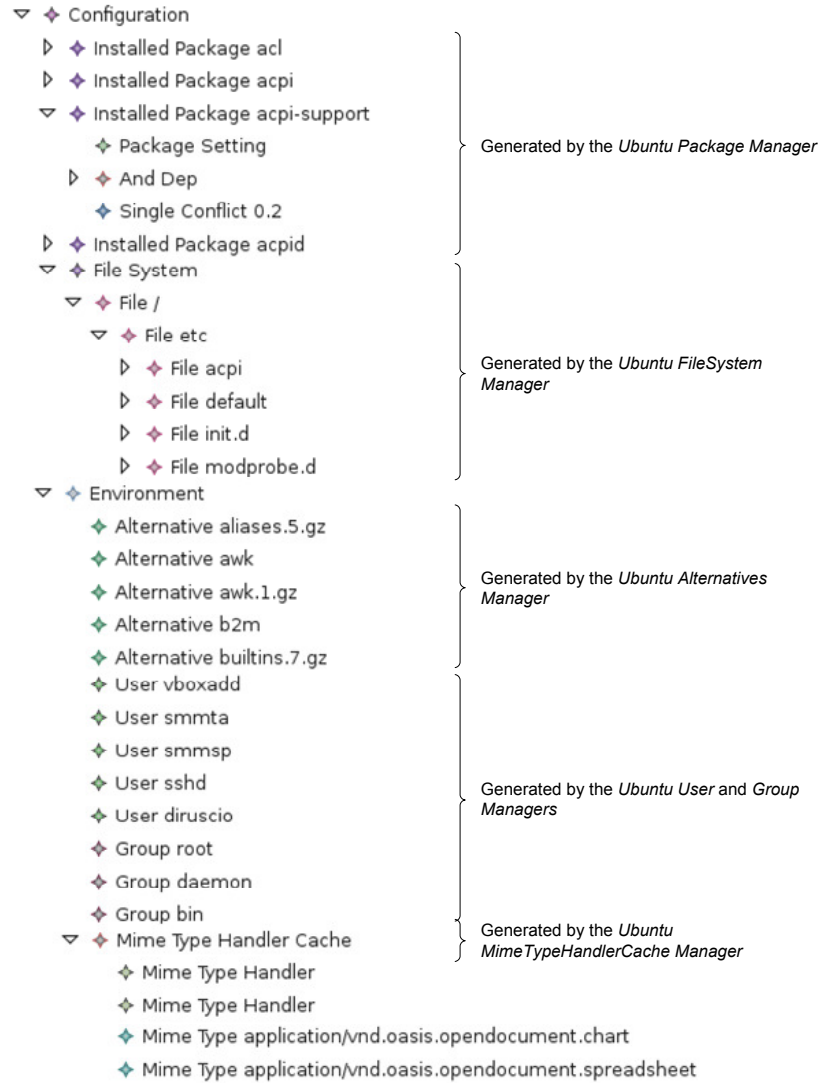 Configuration
Installed Package acl
Installed Package acpi
Installed Package acpi-support
Package Setting
And Dep
Single Conflict 0.2
Installed Package acpid
Generated by the Ubuntu Package Manager
File System
File /
File etc
File acpi
File default
File init.d
File modprobe.d
Generated by the Ubuntu FileSystem
Manager
Environment
Alternative aliases.5.gz
Alternative awk
Alternative awk.1.gz
Alternative b2m
Alternative builtins.7.gz
Generated by the Ubuntu Alternatives
Manager
User vboxadd
User smmta
User smmsp
User sshd
User diruscio
Group root
Group daemon
Group bin
Generated by the Ubuntu User and Group
Managers
Mime Type Handler Cache
Generated by the Ubuntu
MimeTypeHandlerCache Manager
Mime Type Handler
Mime Type Handler
Mime Type application/vnd.oasis.opendocument.chart
Mime Type application/vnd.oasis.opendocument.spreadsheet